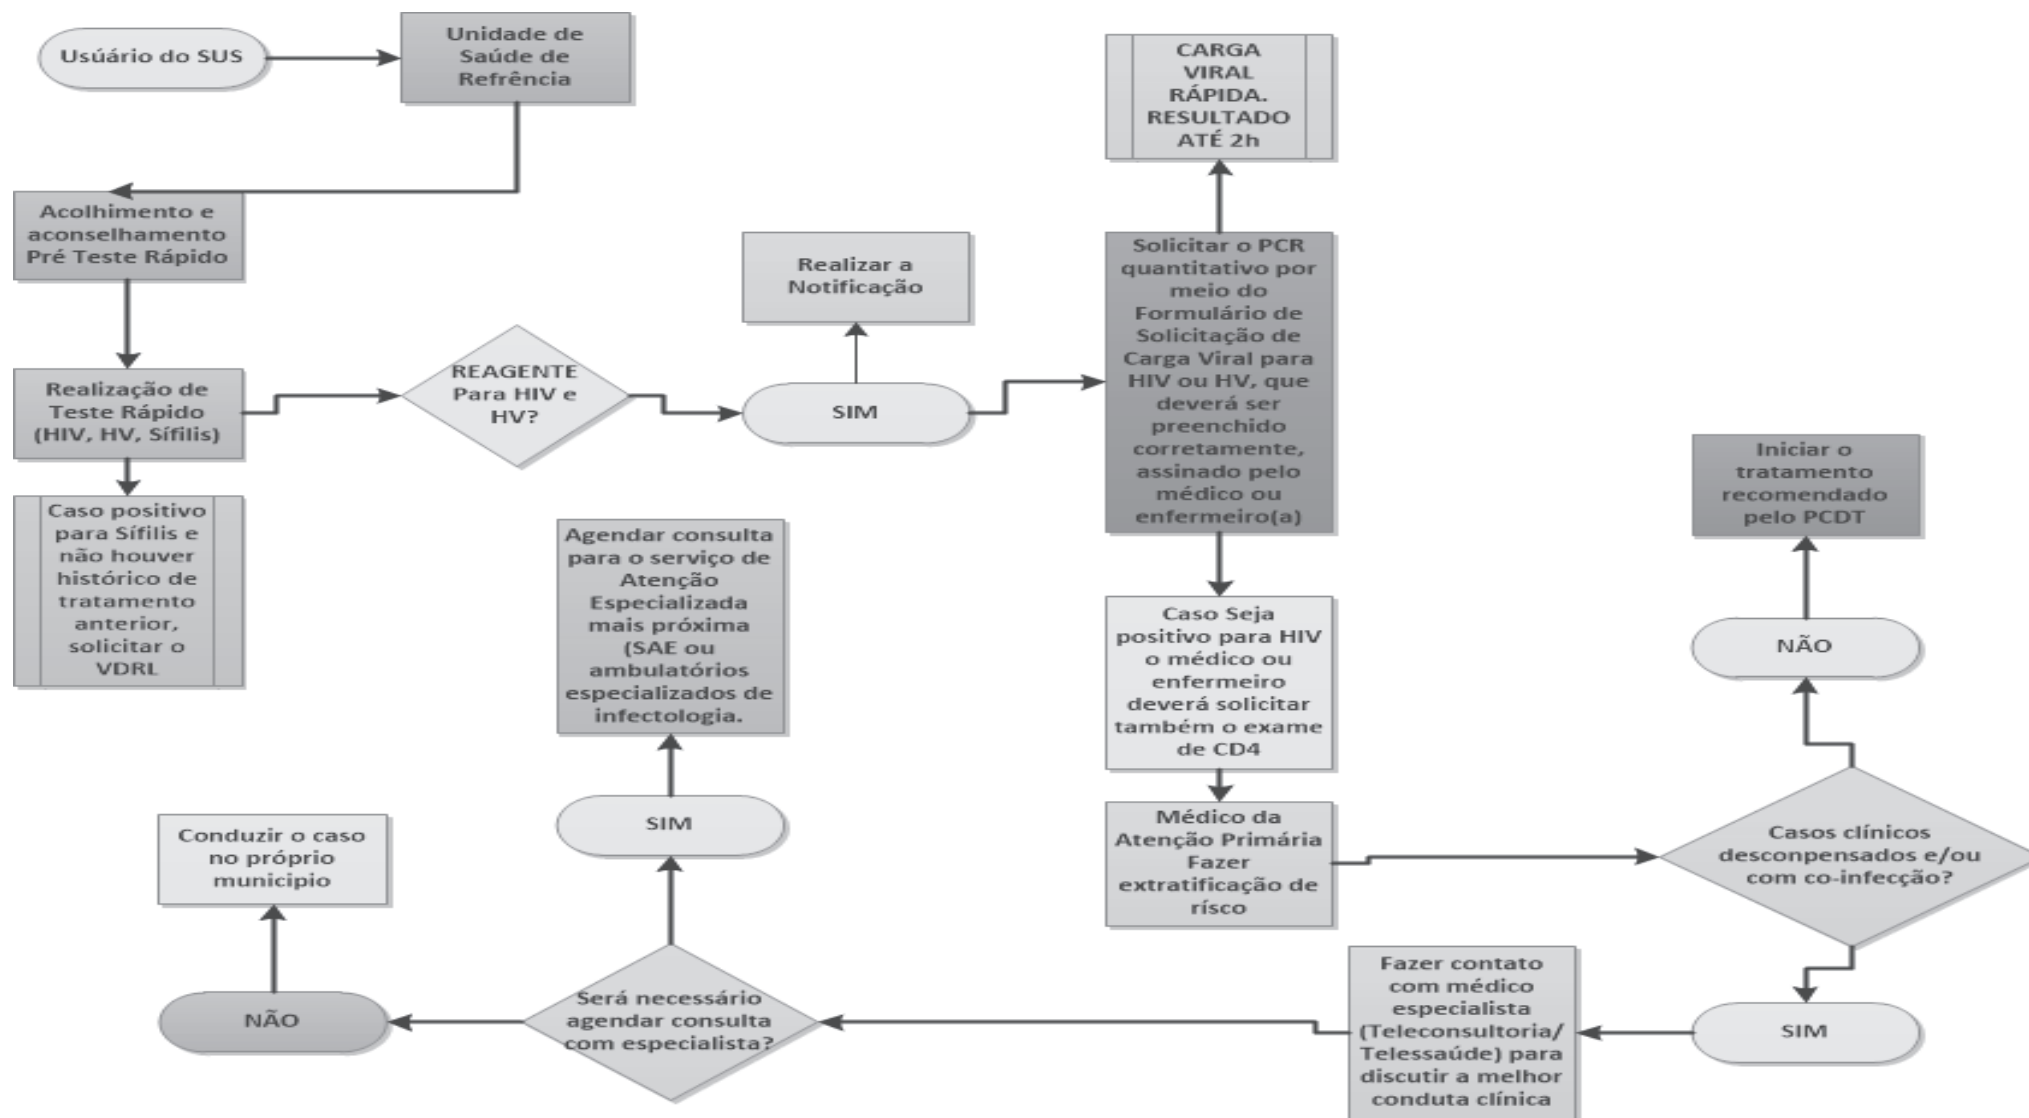 Usúário do SUS
Unidade de
Saúde de
Refrência
Acolhimento e
aconselhamento
Pré Teste Rápido
Realização de
Teste Rápido
(HIV, HV, Sífilis)
Caso positivo
para Sífilis e
não houver
histórico de
tratamento
anterior,
solicitar o
VDRL
REAGENTE
Para HIV e
HV?
SIM
Realizar a
Notificação
Solicitar o PCR
quantitativo por
meio do
Formulário de
Solicitação de
Carga Viral para
HIV ou HV, que
deverá ser
preenchido
corretamente,
assinado pelo
médico ou
enfermeiro(a)
CARGA
VIRAL
RÁPIDA.
RESULTADO
ATÉ 2h
Caso Seja
positivo para HIV
o médico ou
enfermeiro
deverá solicitar
também o exame
de CD4
Médico da
Atenção Primária
Fazer
extratificação de
rísco
Casos clínicos
desconpensados e/ou
com co-infecção?
NÃO
Iniciar o
tratamento
recomendado
pelo PCDT
SIM
Fazer contato
com médico
especialista
(Teleconsultoria/
Telessaúde) para
discutir a melhor
conduta clínica
Será necessário
agendar consulta
com especialista?
SIM
Agendar consulta
para o serviço de
Atenção
Especializada
mais próxima
(SAE ou
ambulatórios
especializados de
infectologia.
NÃO
Conduzir o caso
no próprio
municipio